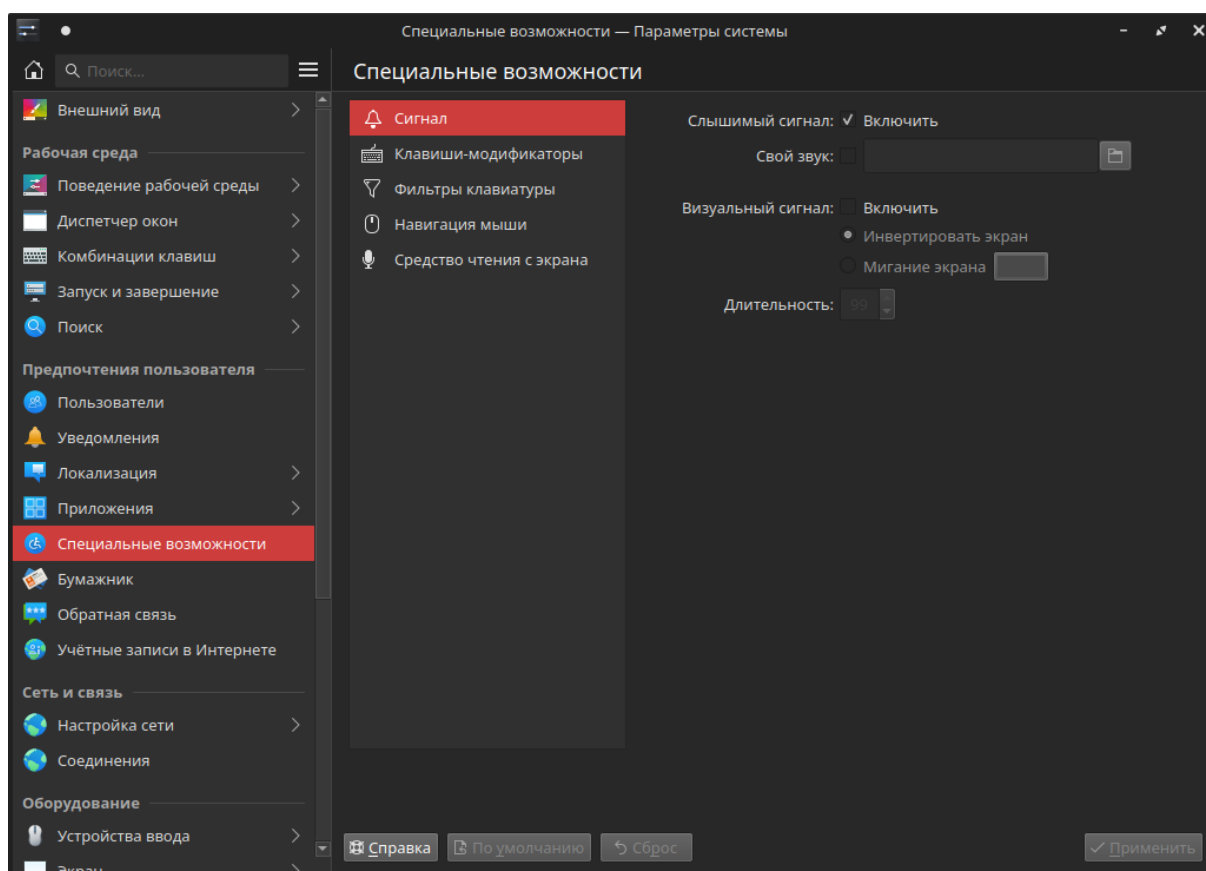 Специальные возможности — Параметры системы
Поиск...
Специальные возможности
Внешний вид
Рабочая среда
Поведение рабочей среды
Диспетчер окон
Комбинации клавиш
Запуск и завершение
Поиск
Предпочтения пользователя
Пользователи
Уведомления
Локализация
Приложения
Специальные возможности
Бумажник
Обратная связь
Учётные записи в Интернете
Сеть и связь
Настройка сети
Соединения
Оборудование
Устройства ввода
Экран
Сигнал
Клавиши-модификаторы
Фильтры клавиатуры
Навигация мыши
Средство чтения с экрана
Слышимый сигнал: Включить
Свой звук:
Визуальный сигнал: Включить
Инвертировать экран
Мигание экрана
Длительность: 99
Справка По умолчанию Сброс Применить